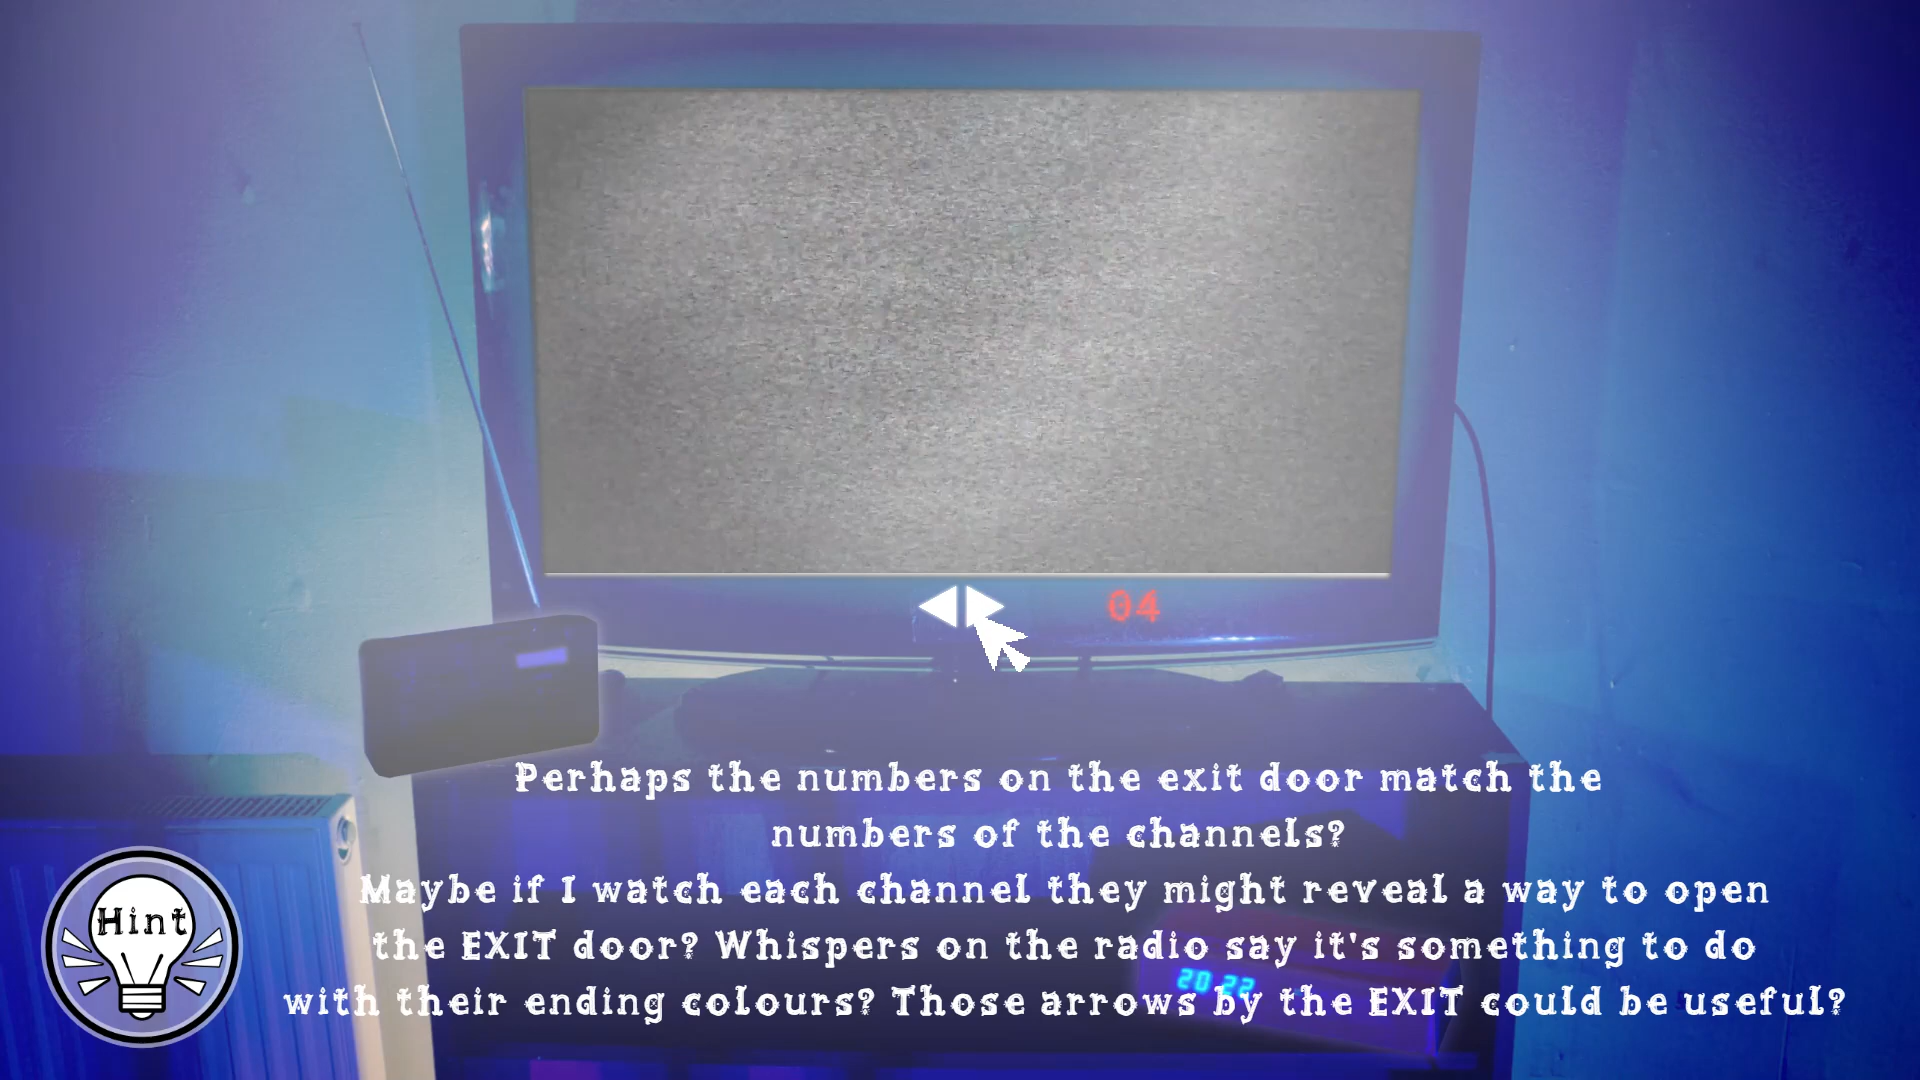 04
Perhaps the numbers on the exit door match the
numbers of the channels?
Maybe if I watch each channel they might reveal a way to open
the EXIT door? Whispers on the radio say it's something to do
with their ending colours? Those arrows by the EXIT could be useful?
Hint
20:22